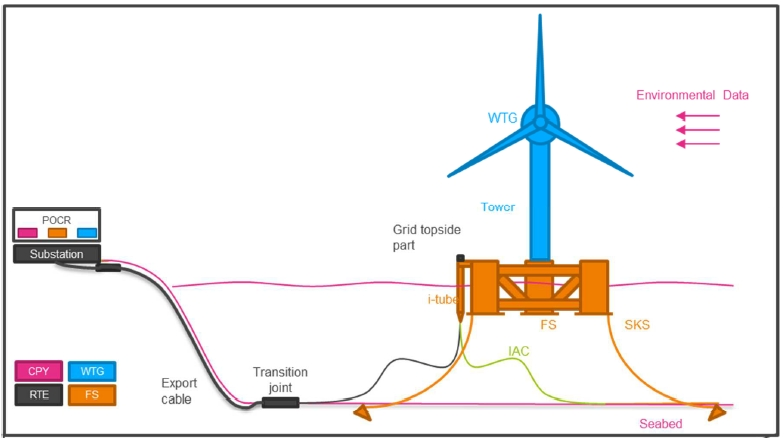 Environmental Data
WTG
Tower
POCR
Substation
Grid topside
part
i-tube
FS
SKS
IAC
CPY
WTG
RTE
FS
Export
cable
Transition
joint
Seabed